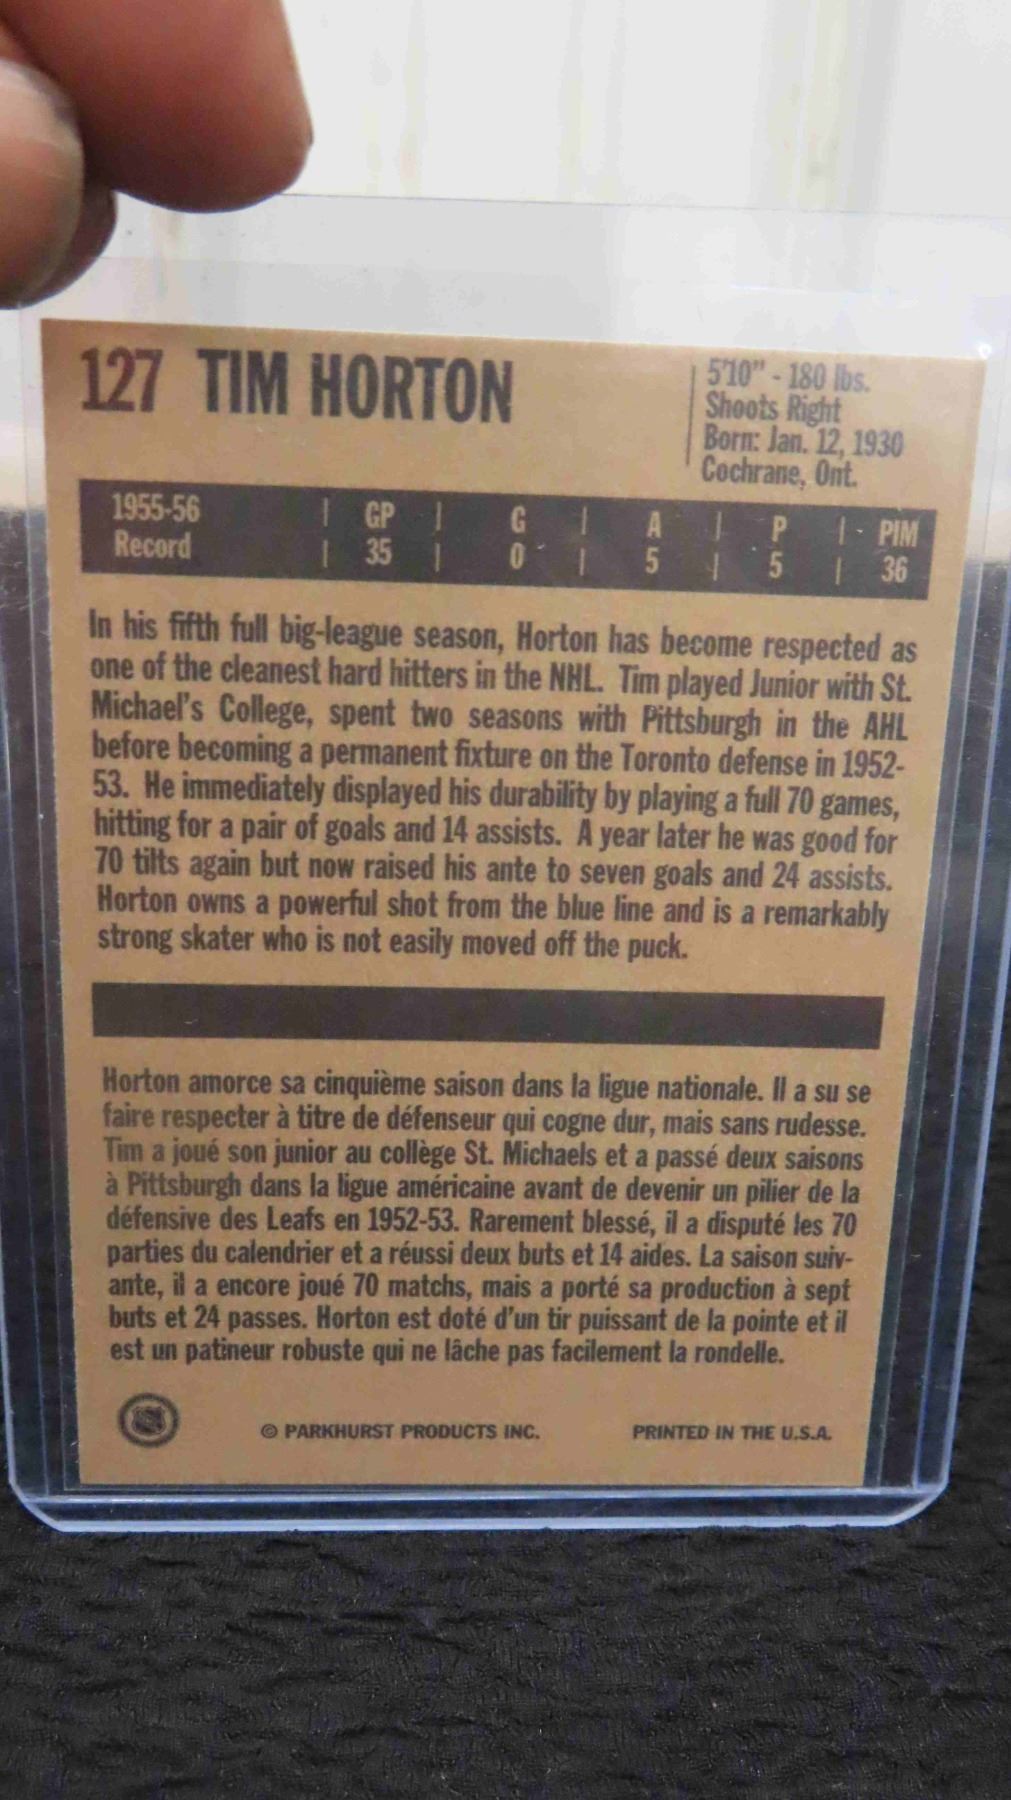 127 TIM HORTON
5'10" - 180 lbs.
Shoots Right
Born: Jan. 12, 1930
Cochrane, Ont.
1955-56 | GP | G | A | P | PIM
Record | 35 | 0 | 5 | 5 | 36
In his fifth full big-league season, Horton has become respected as
one of the cleanest hard hitters in the NHL. Tim played Junior with St.
Michael's College, spent two seasons with Pittsburgh in the AHL
before becoming a permanent fixture on the Toronto defense in 1952-
53. He immediately displayed his durability by playing a full 70 games,
hitting for a pair of goals and 14 assists. A year later he was good for
70 tilts again but now raised his ante to seven goals and 24 assists.
Horton owns a powerful shot from the blue line and is a remarkably
strong skater who is not easily moved off the puck.
Horton amorce sa cinquième saison dans la ligue nationale. Il a su se
faire respecter à titre de défenseur qui cogne dur, mais sans rudesse.
Tim a joué son junior au collège St. Michaels et a passé deux saisons
à Pittsburgh dans la ligue américaine avant de devenir un pilier de la
défensive des Leafs en 1952-53. Rarement blessé, il a disputé les 70
parties du calendrier et a réussi deux buts et 14 aides. La saison suiv-
ante, il a encore joué 70 matchs, mais a porté sa production à sept
buts et 24 passes. Horton est doté d'un tir puissant de la pointe et il
est un patineur robuste qui ne lâche pas facilement la rondelle.
© PARKHURST PRODUCTS INC. PRINTED IN THE U.S.A.